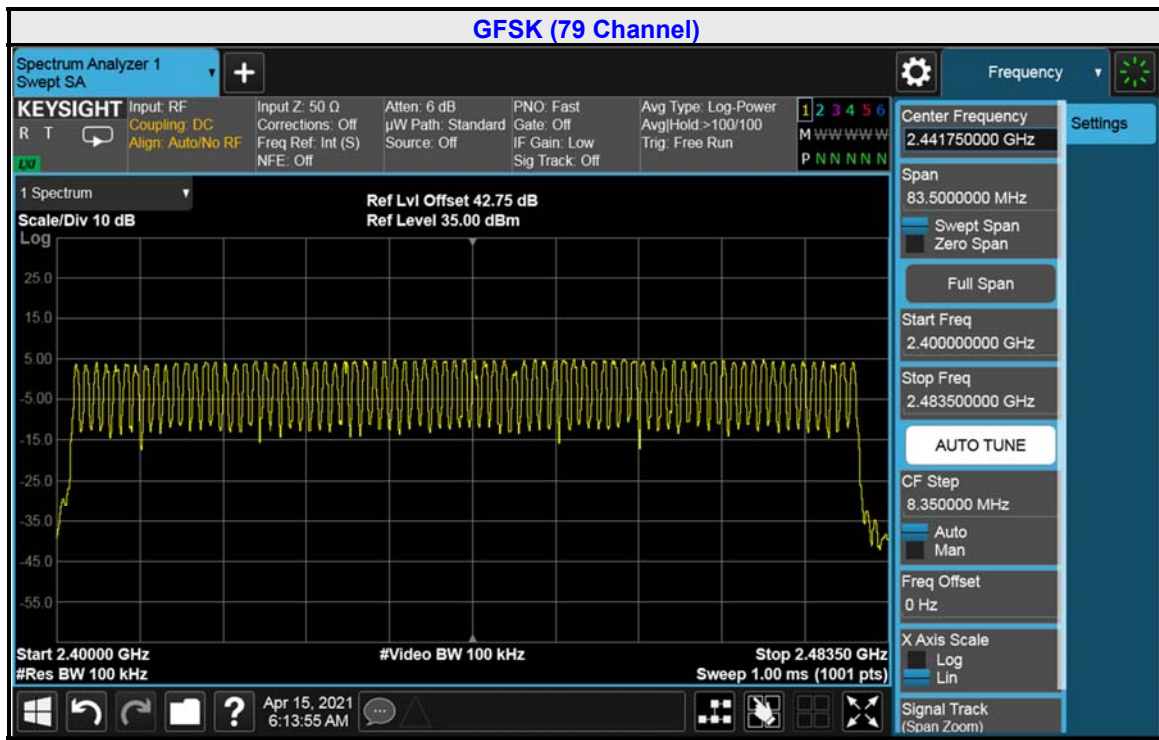 GFSK (79 Channel)
Spectrum Analyzer 1
Swept SA
Frequency
KEYSIGHT
R T
LXI
Input: RF
Coupling: DC
Align: Auto/No RF
Input Z: 50 Ω
Corrections: Off
Freq Ref: Int (S)
NFE: Off
Atten: 6 dB
µW Path: Standard
Source: Off
PNO: Fast
Gate: Off
IF Gain: Low
Sig Track: Off
Avg Type: Log-Power
Avg|Hold:>100/100
Trig: Free Run
1 2 3 4 5 6
M W W W W W
P N N N N N
1 Spectrum
Scale/Div 10 dB
Ref Lvl Offset 42.75 dB
Ref Level 35.00 dBm
Log
25.0
15.0
5.00
-5.00
-15.0
-25.0
-35.0
-45.0
-55.0
Start 2.40000 GHz
#Res BW 100 kHz
#Video BW 100 kHz
Stop 2.48350 GHz
Sweep 1.00 ms (1001 pts)
Apr 15, 2021
6:13:55 AM
Center Frequency
2.441750000 GHz
Settings
Span
83.5000000 MHz
Swept Span
Zero Span
Full Span
Start Freq
2.400000000 GHz
Stop Freq
2.483500000 GHz
AUTO TUNE
CF Step
8.350000 MHz
Auto
Man
Freq Offset
0 Hz
X Axis Scale
Log
Lin
Signal Track
(Span Zoom)